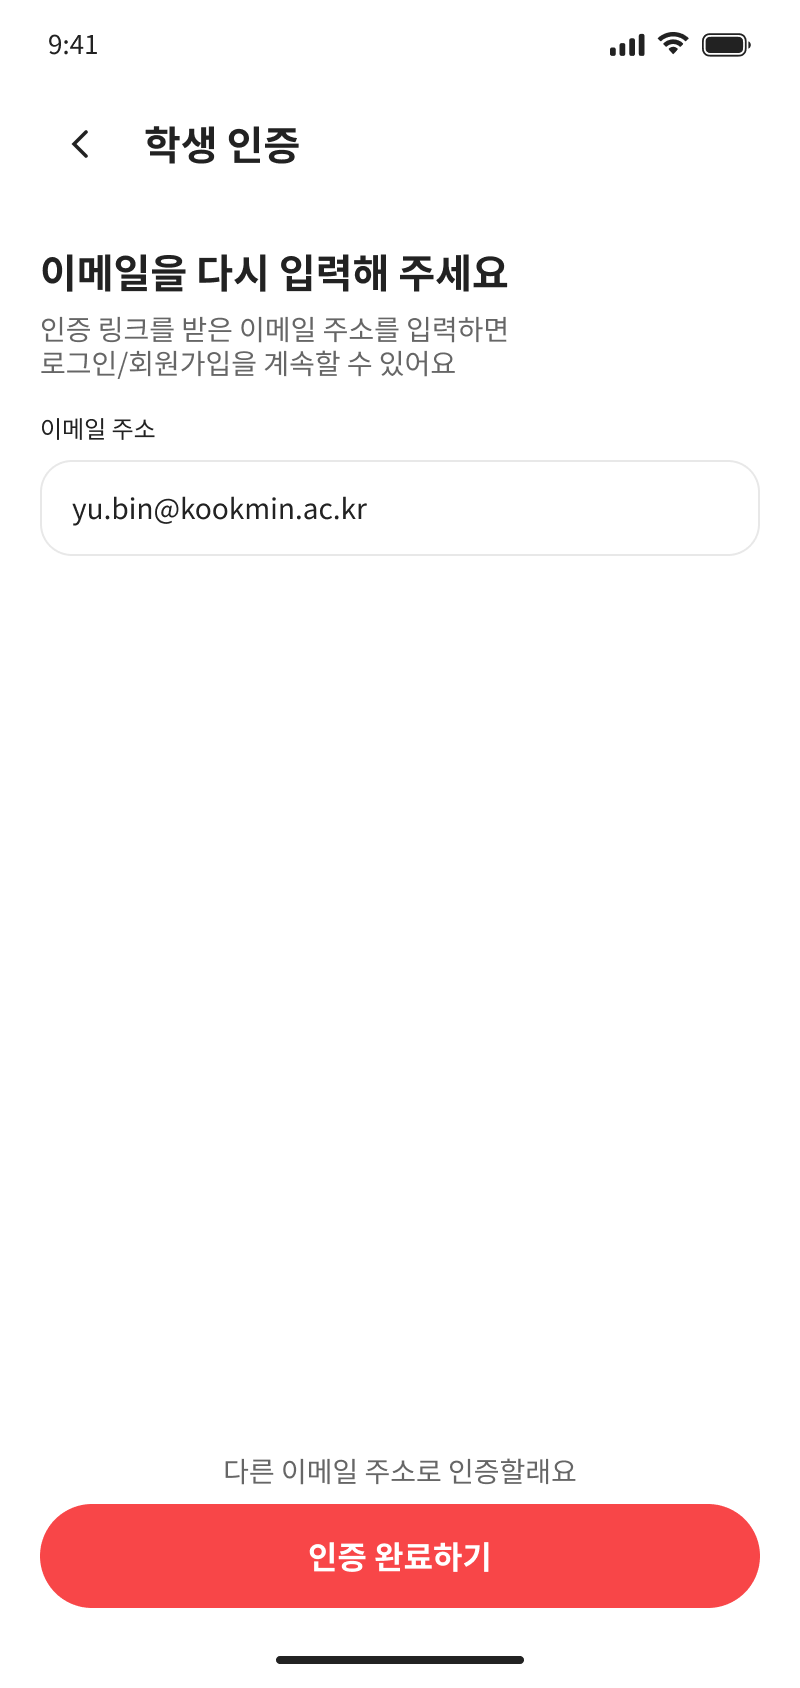 9:41
학생 인증
이메일을 다시 입력해 주세요
인증 링크를 받은 이메일 주소를 입력하면
로그인/회원가입을 계속할 수 있어요
이메일 주소
yu.bin@kookmin.ac.kr
다른 이메일 주소로 인증할래요
인증 완료하기